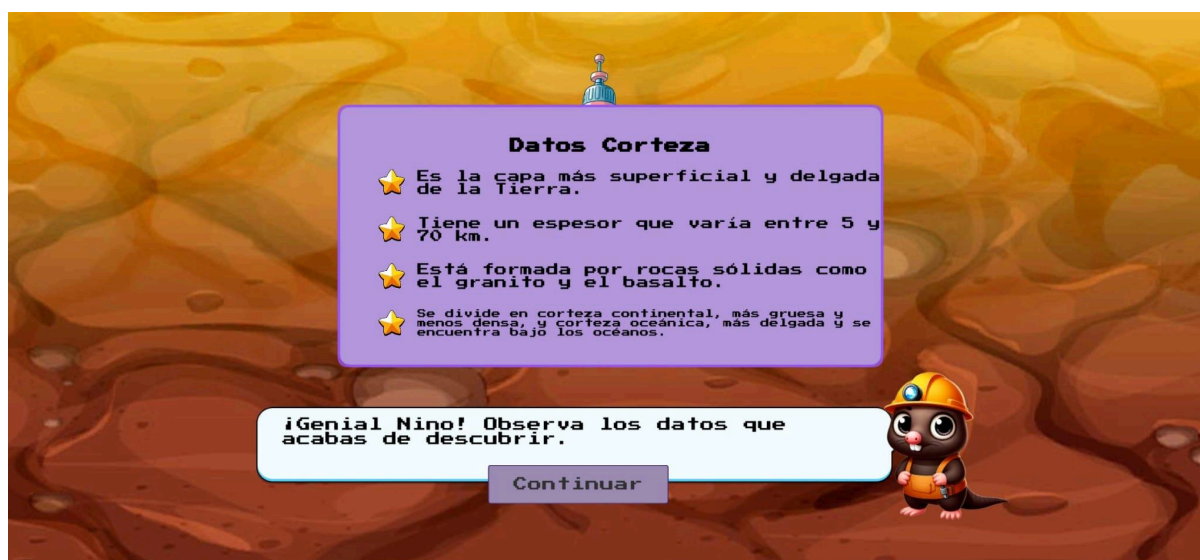 Datos Corteza
Es la capa más superficial y delgada
de la Tierra.
Tiene un espesor que varía entre 5 y
70 km.
Está formada por rocas sólidas como
el granito y el basalto.
Se divide en corteza continental, más gruesa y
menos densa, y corteza oceánica, más delgada y se
encuentra bajo los océanos.
¡Genial Nino! Observa los datos que
acabas de descubrir.
Continuar